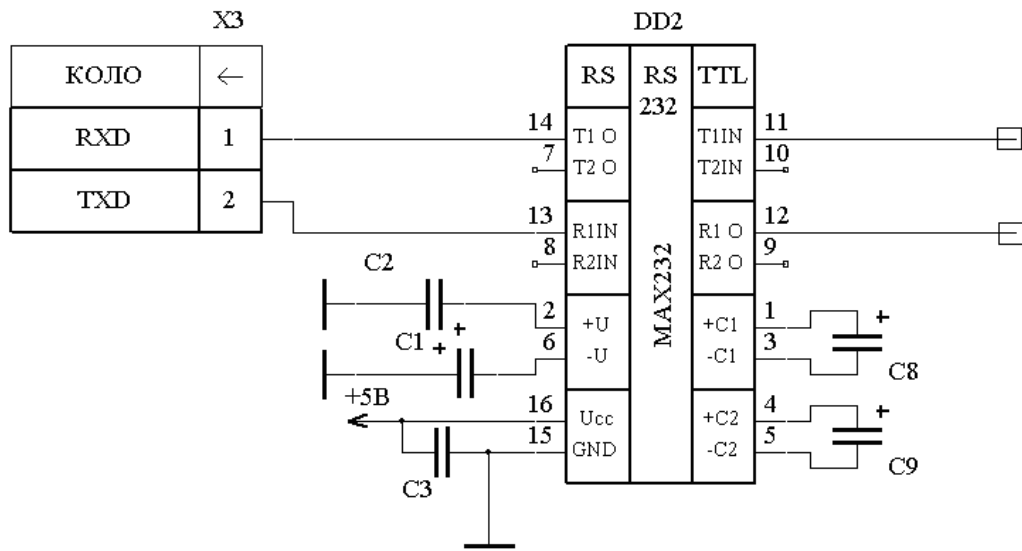 X3
DD2
КОЛО
←
RS
RS
TTL
232
RXD
1
14
T1 O
T1IN
11
7
T2 O
T2IN
10
TXD
2
13
R1IN
R1 O
12
8
R2IN
R2 O
9
MAX232
C2
2
+U
+C1
1
+
C1
+
6
-U
-C1
3
+
C8
+5В
16
Ucc
+C2
4
+
15
GND
-C2
5
C3
C9